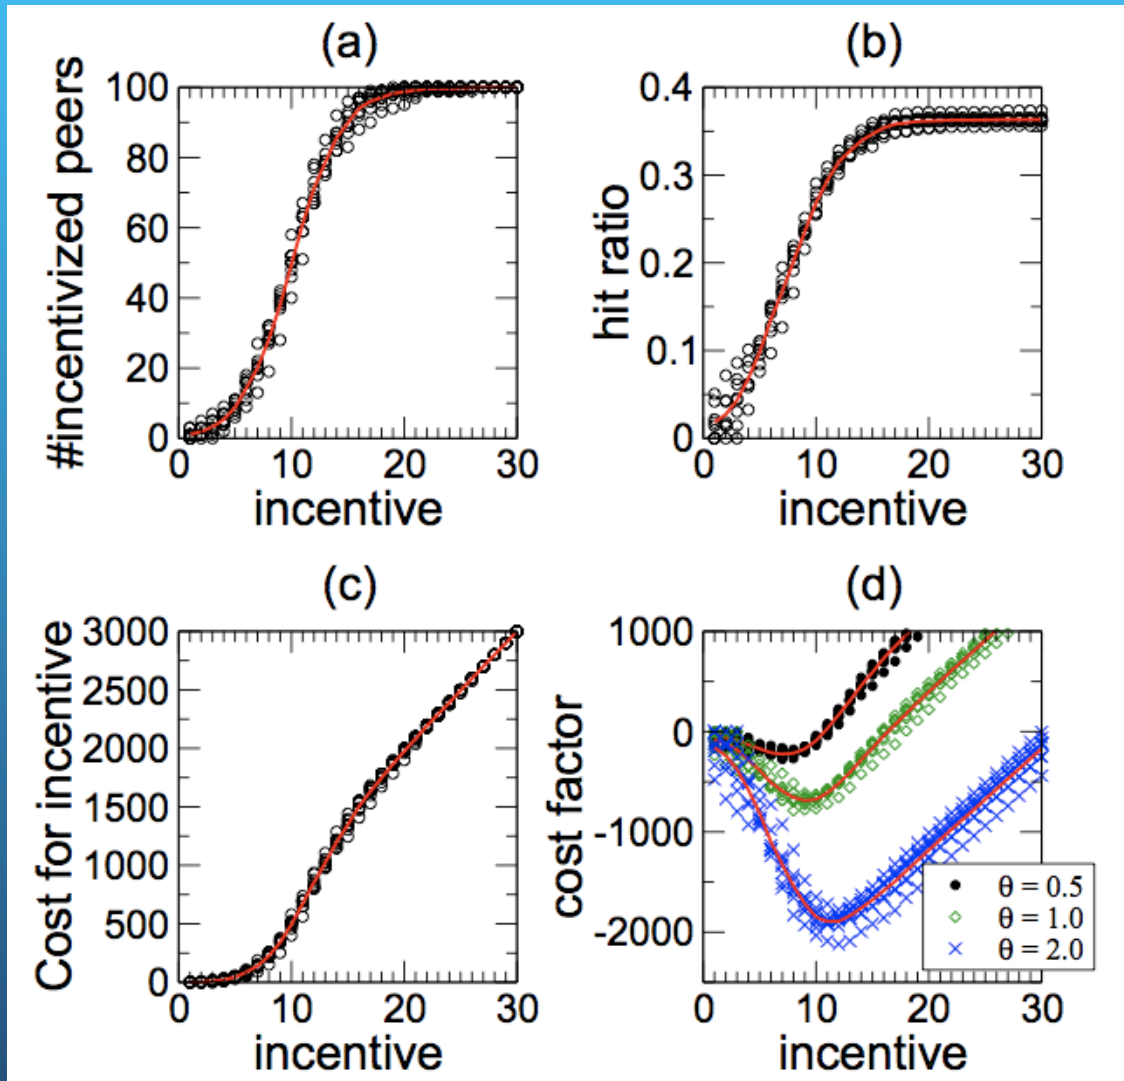 (a)
#incentivized peers
100
80
60
40
20
0
0 10 20 30
incentive
(b)
hit ratio
0.4
0.3
0.2
0.1
0
0 10 20 30
incentive
(c)
Cost for incentive
3000
2500
2000
1500
1000
500
0
0 10 20 30
incentive
(d)
cost factor
1000
0
-1000
-2000
θ = 0.5
θ = 1.0
θ = 2.0
0 10 20 30
incentive